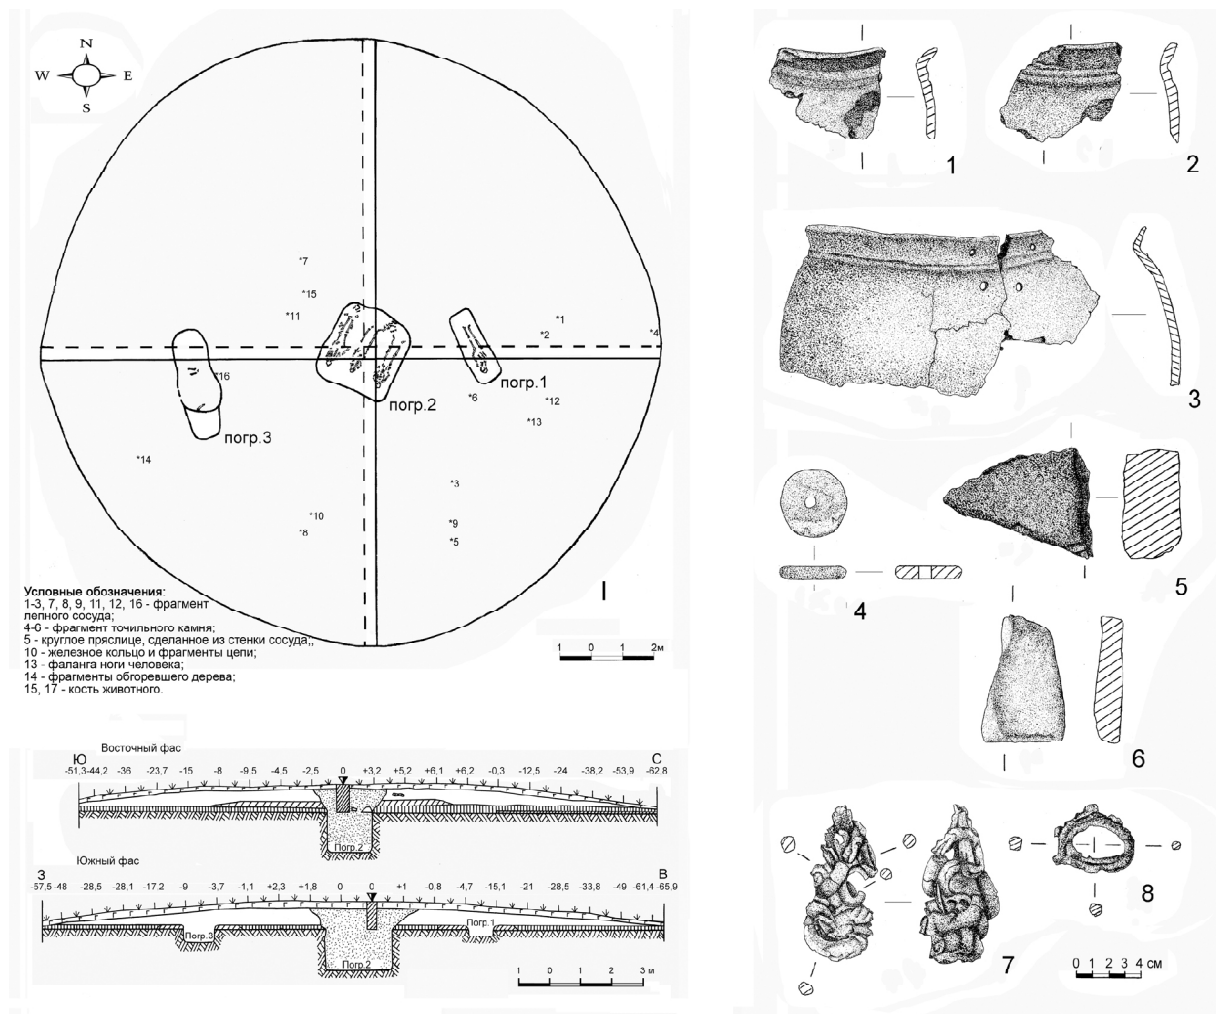 N
W E
S
*7
*15
*11
*1
*2
*4
*16
погр.1
*6
*12
погр.2
*13
погр.3
*14
*3
*10
*9
*8
*5
I
Условные обозначения:
1-3, 7, 8, 9, 11, 12, 16 - фрагмент
лепного сосуда;
4-6 - фрагмент точильного камня;
5 - круглое пряслице, сделанное из стенки сосуда;,
10 - железное кольцо и фрагменты цепи;
13 - фаланга ноги человека;
14 - фрагменты обгоревшего дерева;
15, 17 - кость животного.
1 0 1 2м
Восточный фас
Ю С
-51,3 -44,2 -36 -23,7 -15 -8 -9.5 -4,5 -2,5 0 +3,2 +5,2 +6,1 +6,2 -0,3 -12,5 -24 -38,2 -53,9 -62.8
Погр.2
Южный фас
З В
-57,5 -48 -28,5 -28,1 -17.2 -9 -3,7 -1,1 +2,3 +1,8 0 0 +1 -0.8 -4,7 -15,1 -21 -28,5 -33,8 -49 -61,4 -65,9
Погр.3
Погр.1
Погр.2
1 0 1 2 3 м
1
2
3
4
5
6
7
8
0 1 2 3 4 см